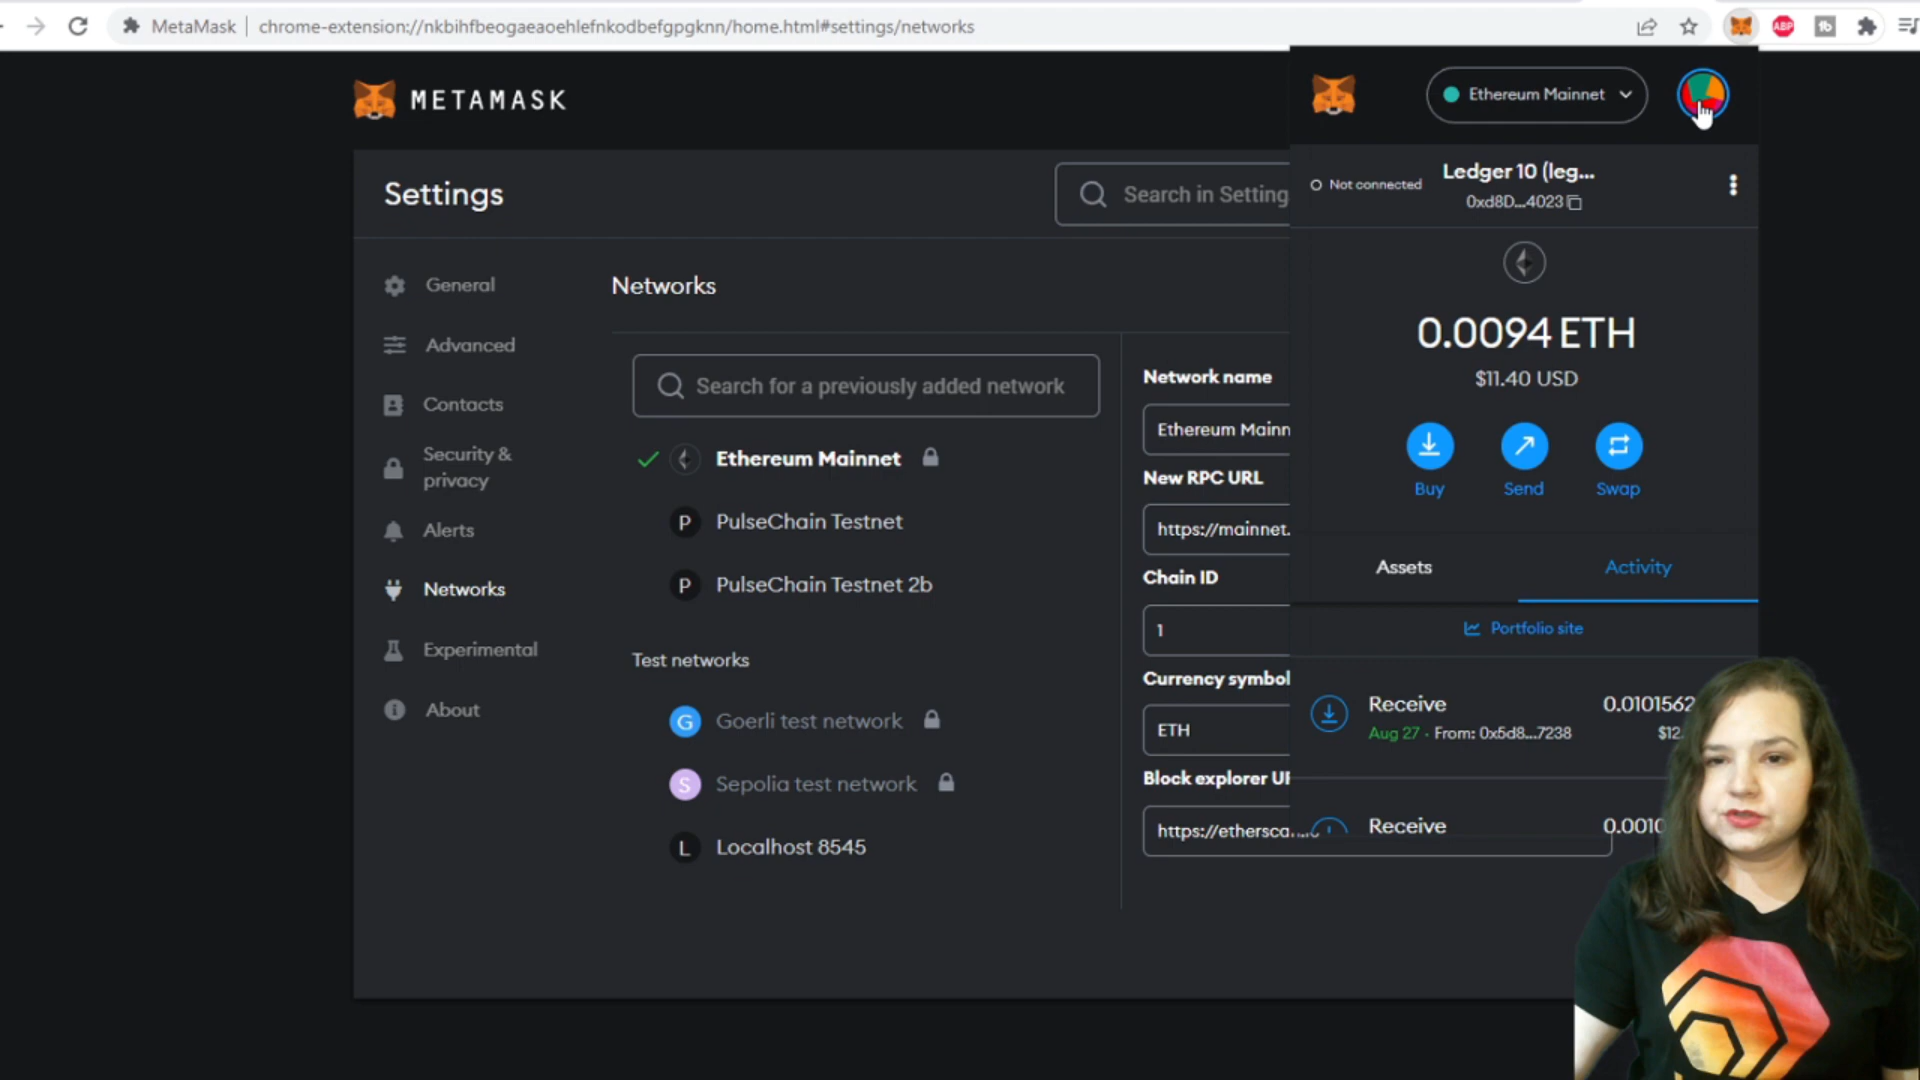 MetaMask
chrome-extension://nkbihfbeogaeaoehlefnkodbefgpgknn/home.html#settings/networks
ABP
METAMASK
Ethereum Mainnet
Settings
Search in Setting
Not connected
Ledger 10 (leg...
0xd8D...4023
General
Advanced
Contacts
Security &
privacy
Alerts
Networks
Experimental
About
Networks
Search for a previously added network
Ethereum Mainnet
P PulseChain Testnet
P PulseChain Testnet 2b
Test networks
G Goerli test network
S Sepolia test network
L Localhost 8545
Network name
Ethereum Mainn
New RPC URL
https://mainnet.
Chain ID
1
Currency symbol
ETH
Block explorer UR
https://etherscan.io
0.0094 ETH
$11.40 USD
Buy
Send
Swap
Assets
Activity
Portfolio site
Receive
0.0101562
Aug 27 · From: 0x5d8...7238
$12.
Receive
0.0010